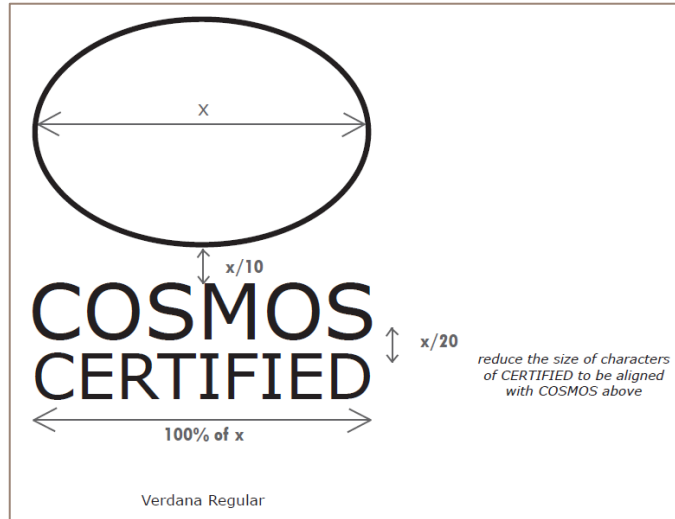 x
x/10
COSMOS
x/20
CERTIFIED
reduce the size of characters
of CERTIFIED to be aligned
with COSMOS above
100% of x
Verdana Regular